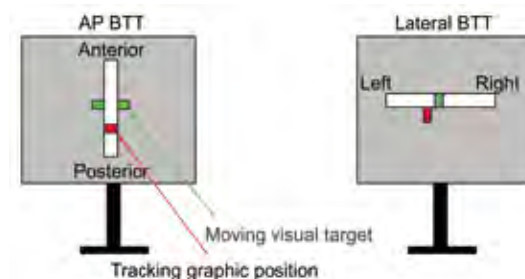 AP BTT
Anterior
Posterior
Lateral BTT
Left
Right
Moving visual target
Tracking graphic position